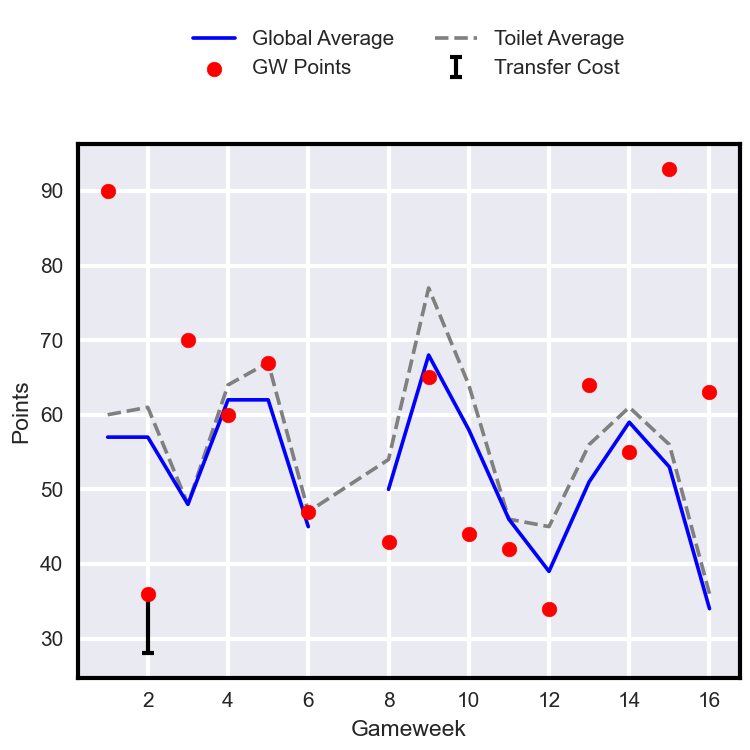 Global Average
Toilet Average
GW Points
Transfer Cost
90
80
70
60
50
40
30
Points
2 4 6 8 10 12 14 16
Gameweek